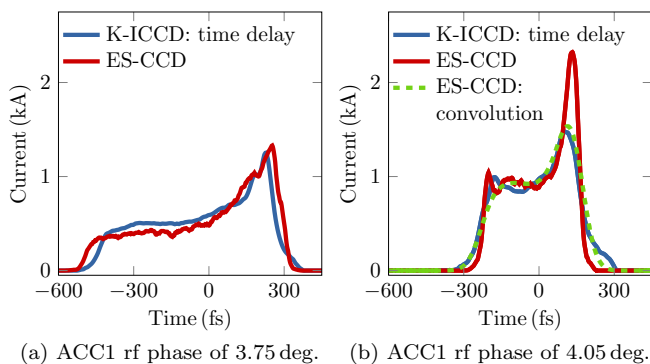 K-ICCD: time delay
ES-CCD
Current (kA)
2
1
0
−600
−300
0
300
Time (fs)
(a) ACC1 rf phase of 3.75 deg.
K-ICCD: time delay
ES-CCD
ES-CCD:
convolution
Current (kA)
2
1
0
−600
−300
0
300
Time (fs)
(b) ACC1 rf phase of 4.05 deg.